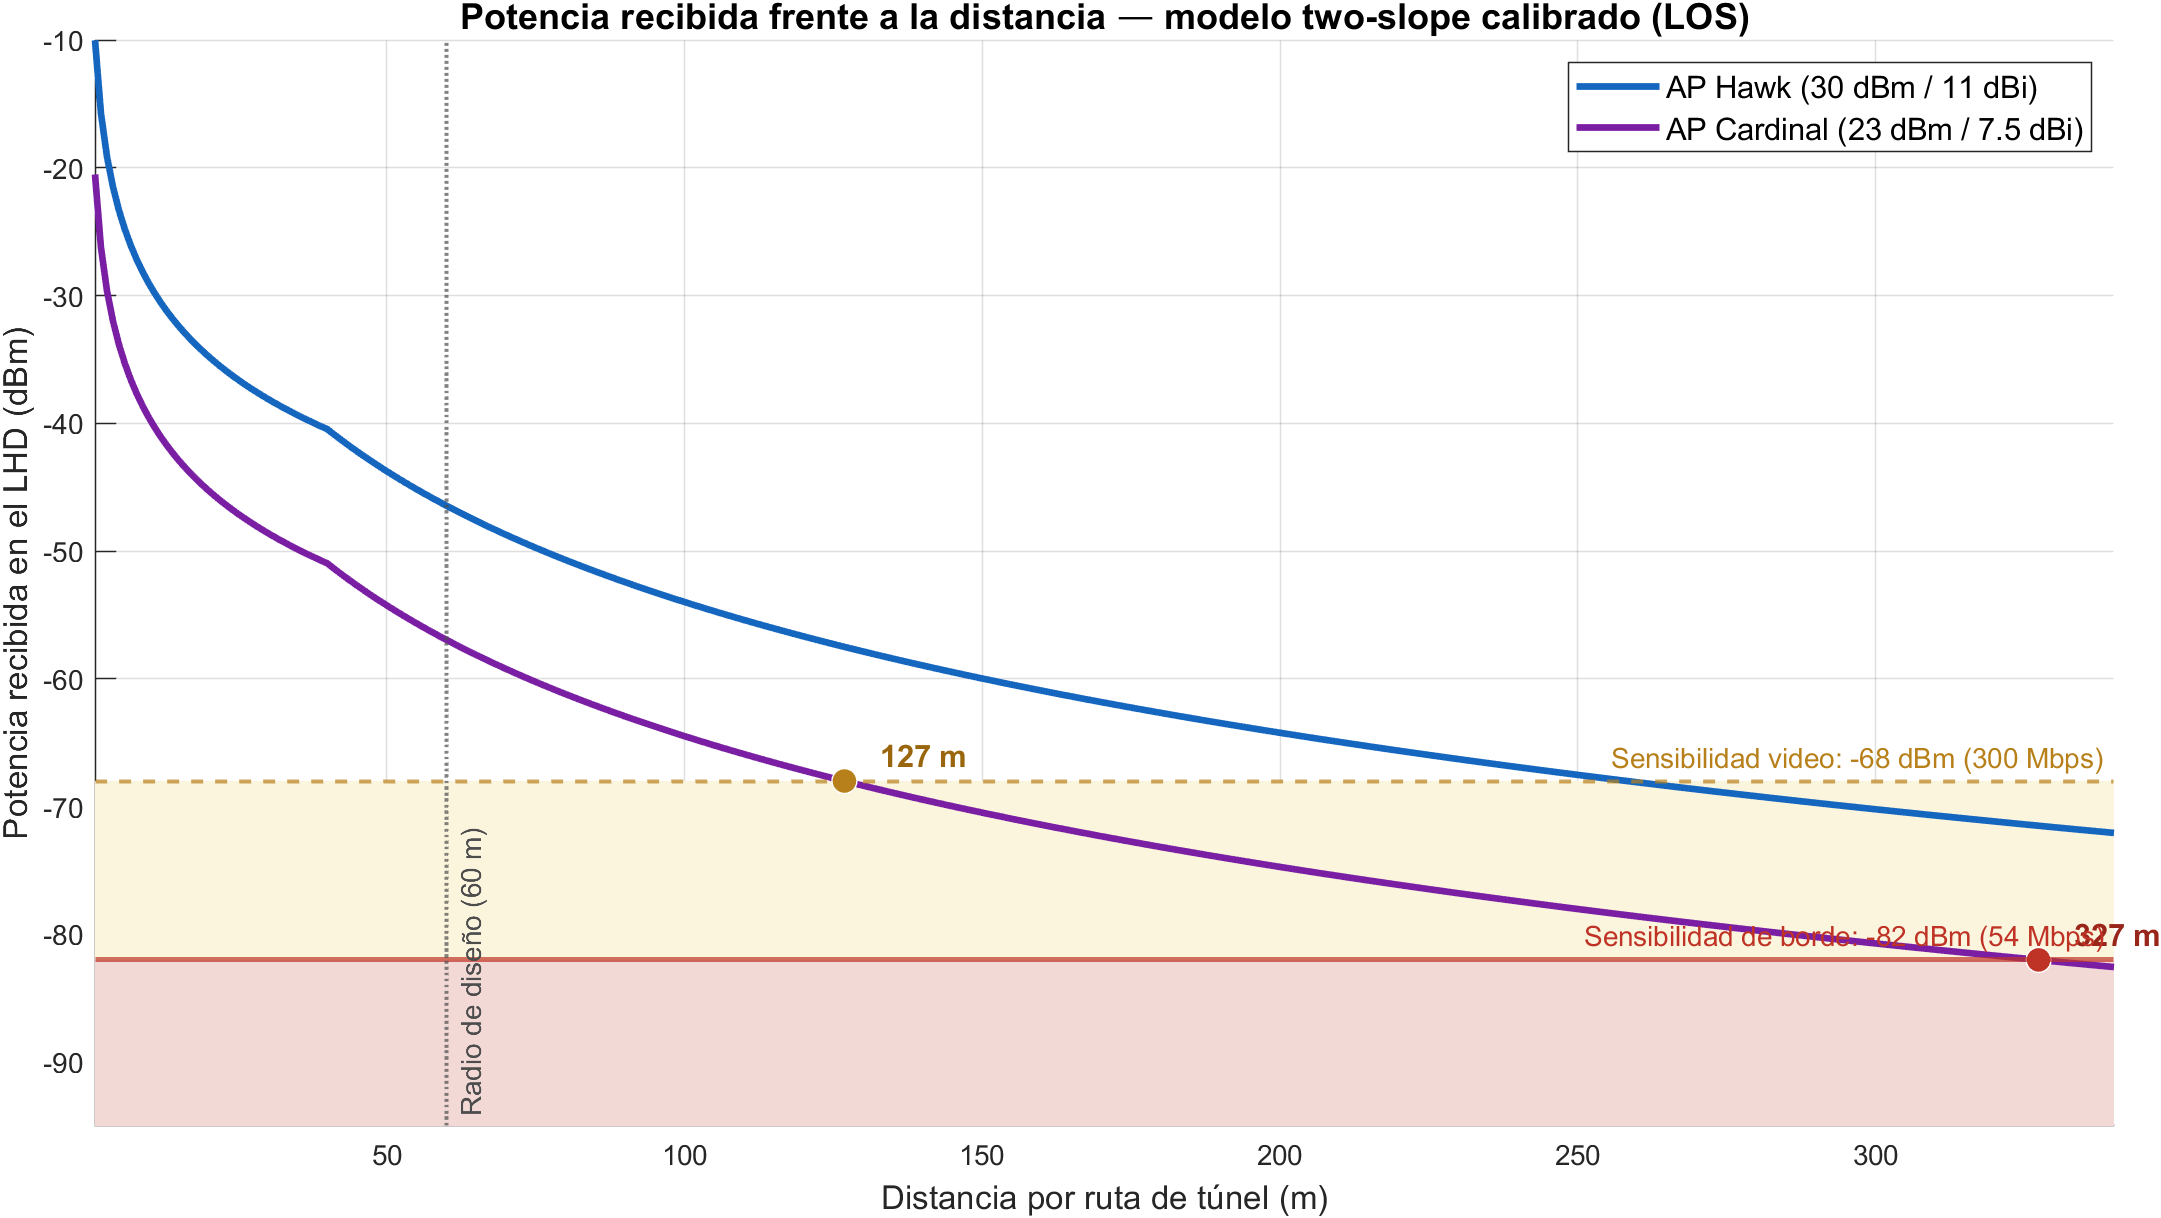 Potencia recibida frente a la distancia — modelo two-slope calibrado (LOS)
AP Hawk (30 dBm / 11 dBi)
AP Cardinal (23 dBm / 7.5 dBi)
Potencia recibida en el LHD (dBm)
-10
-20
-30
-40
-50
-60
-70
-80
-90
127 m
Sensibilidad video: -68 dBm (300 Mbps)
Sensibilidad de borde: -82 dBm (54 Mbps)
327 m
Radio de diseño (60 m)
50
100
150
200
250
300
Distancia por ruta de túnel (m)